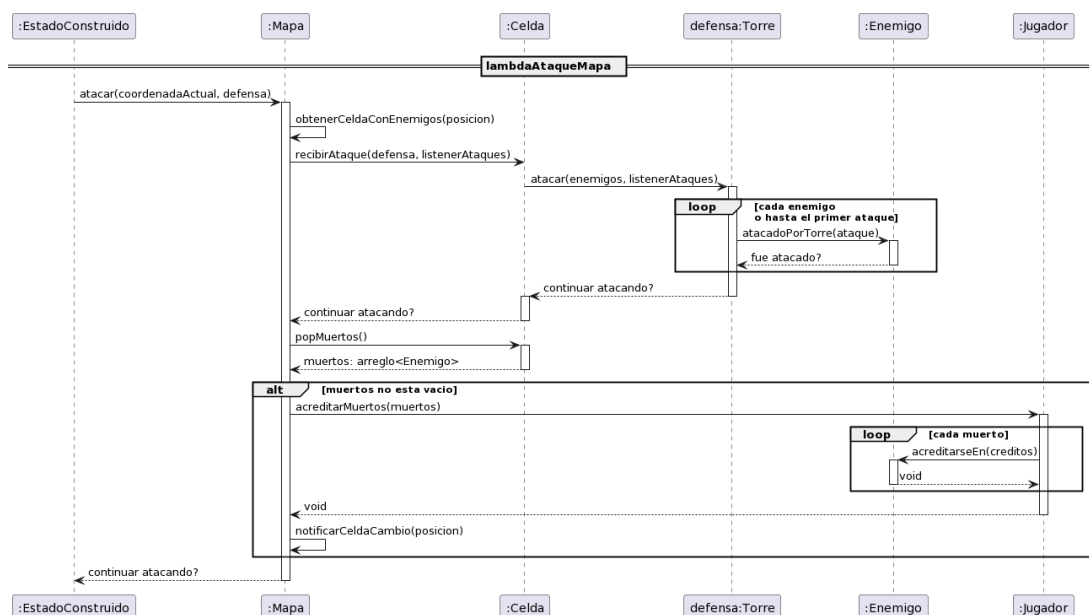 :EstadoConstruido :Mapa :Celda defensa:Torre :Enemigo :Jugador
lambdaAtaqueMapa
atacar(coordenadaActual, defensa)
obtenerCeldaConEnemigos(posicion)
recibirAtaque(defensa, listenerAtaques)
atacar(enemigos, listenerAtaques)
loop [cada enemigo
o hasta el primer ataque]
atacadoPorTorre(ataque)
fue atacado?
continuar atacando?
continuar atacando?
popMuertos()
muertos: arreglo<Enemigo>
alt [muertos no esta vacio]
acreditarMuertos(muertos)
loop [cada muerto]
acreditarseEn(creditos)
void
void
notificarCeldaCambio(posicion)
continuar atacando?
:EstadoConstruido :Mapa :Celda defensa:Torre :Enemigo :Jugador